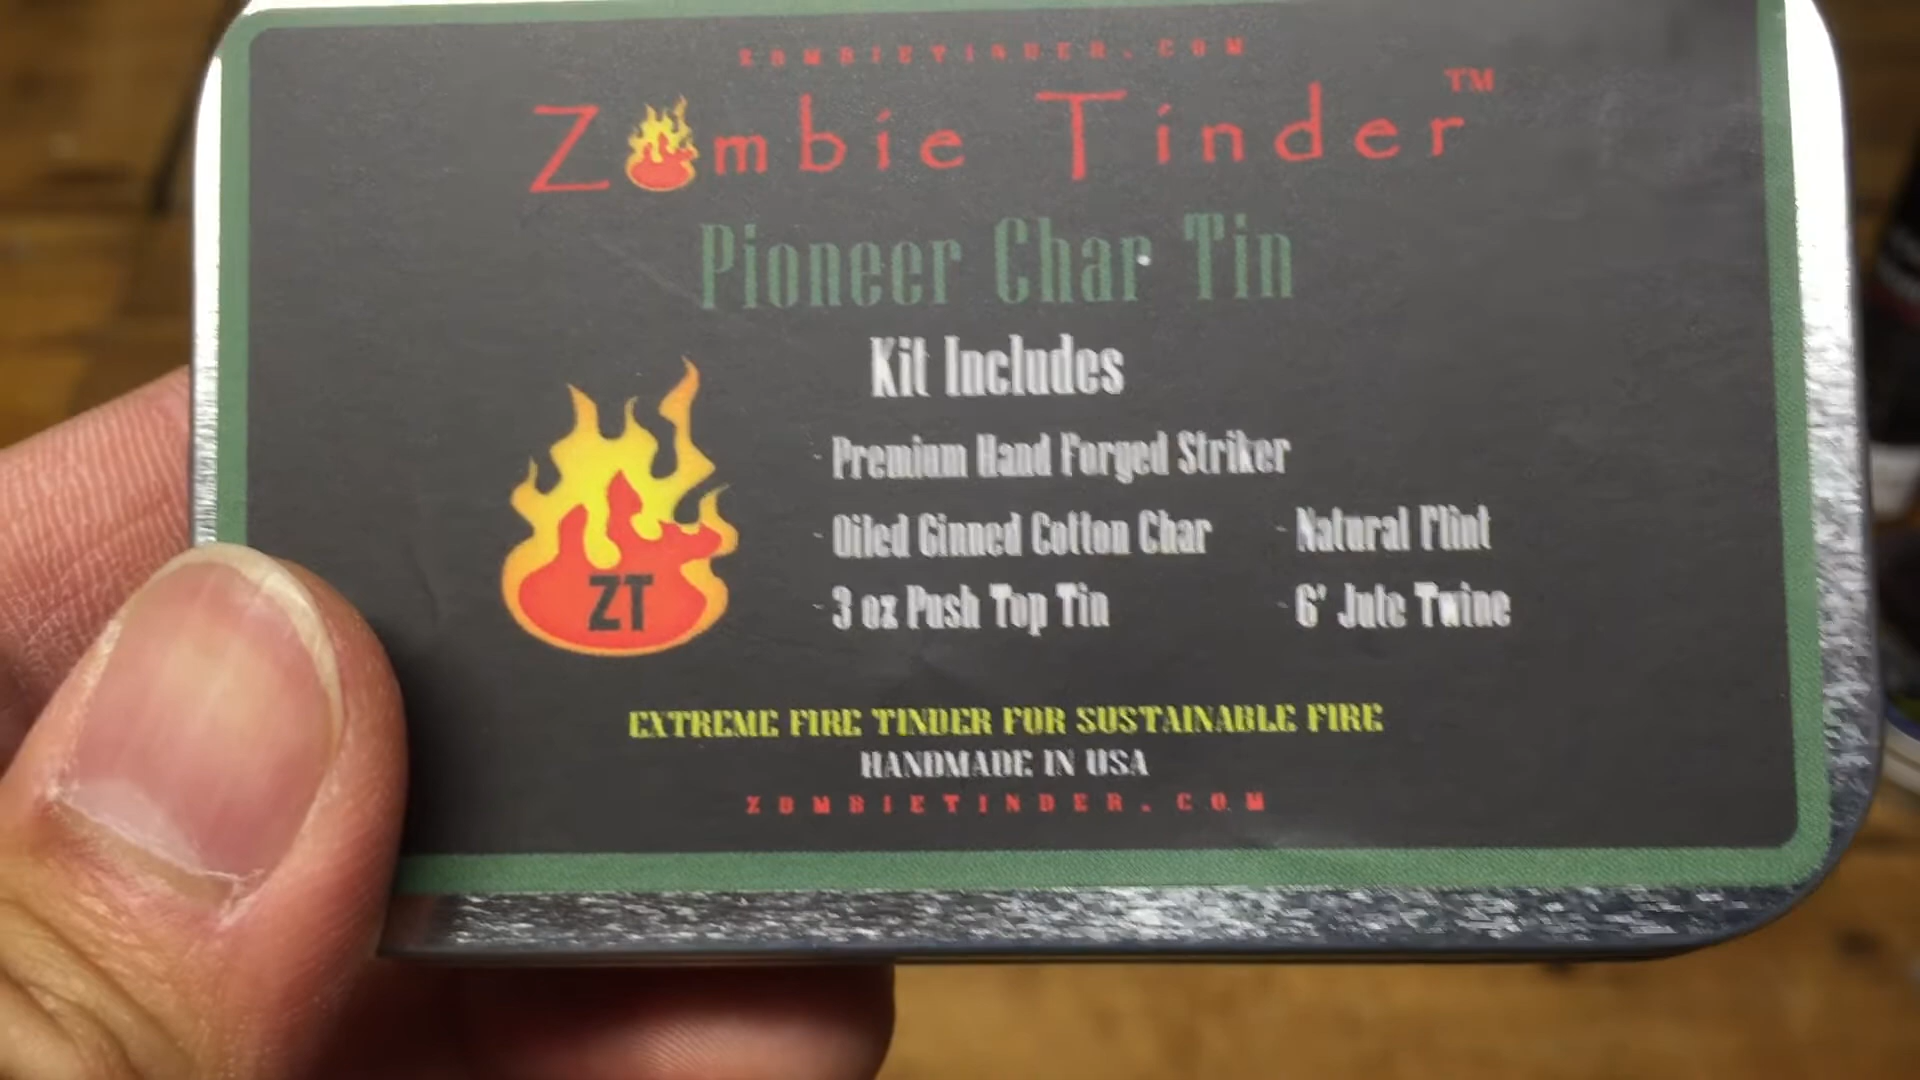 ZOMBIETINDER.COM
Zombie Tinder™
Pioneer Char Tin
Kit Includes
- Premium Hand Forged Striker
- Oiled Ginned Cotton Char - Natural Flint
- 3 oz Push Top Tin - 6' Jute Twine
ZT
EXTREME FIRE TINDER FOR SUSTAINABLE FIRE
HANDMADE IN USA
ZOMBIETINDER.COM